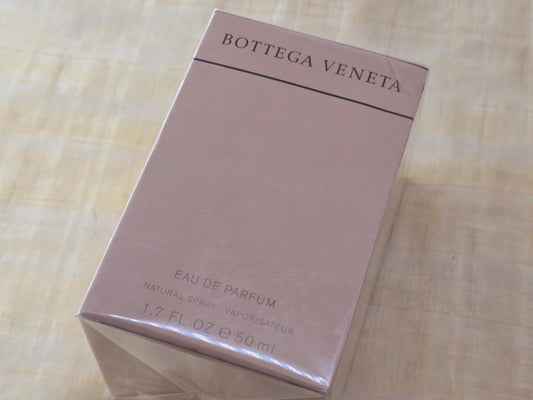 BOTTEGA VENETA
EAU DE PARFUM
NATURAL SPRAY VAPORISATEUR
1.7 FL OZ ℮ 50 ml